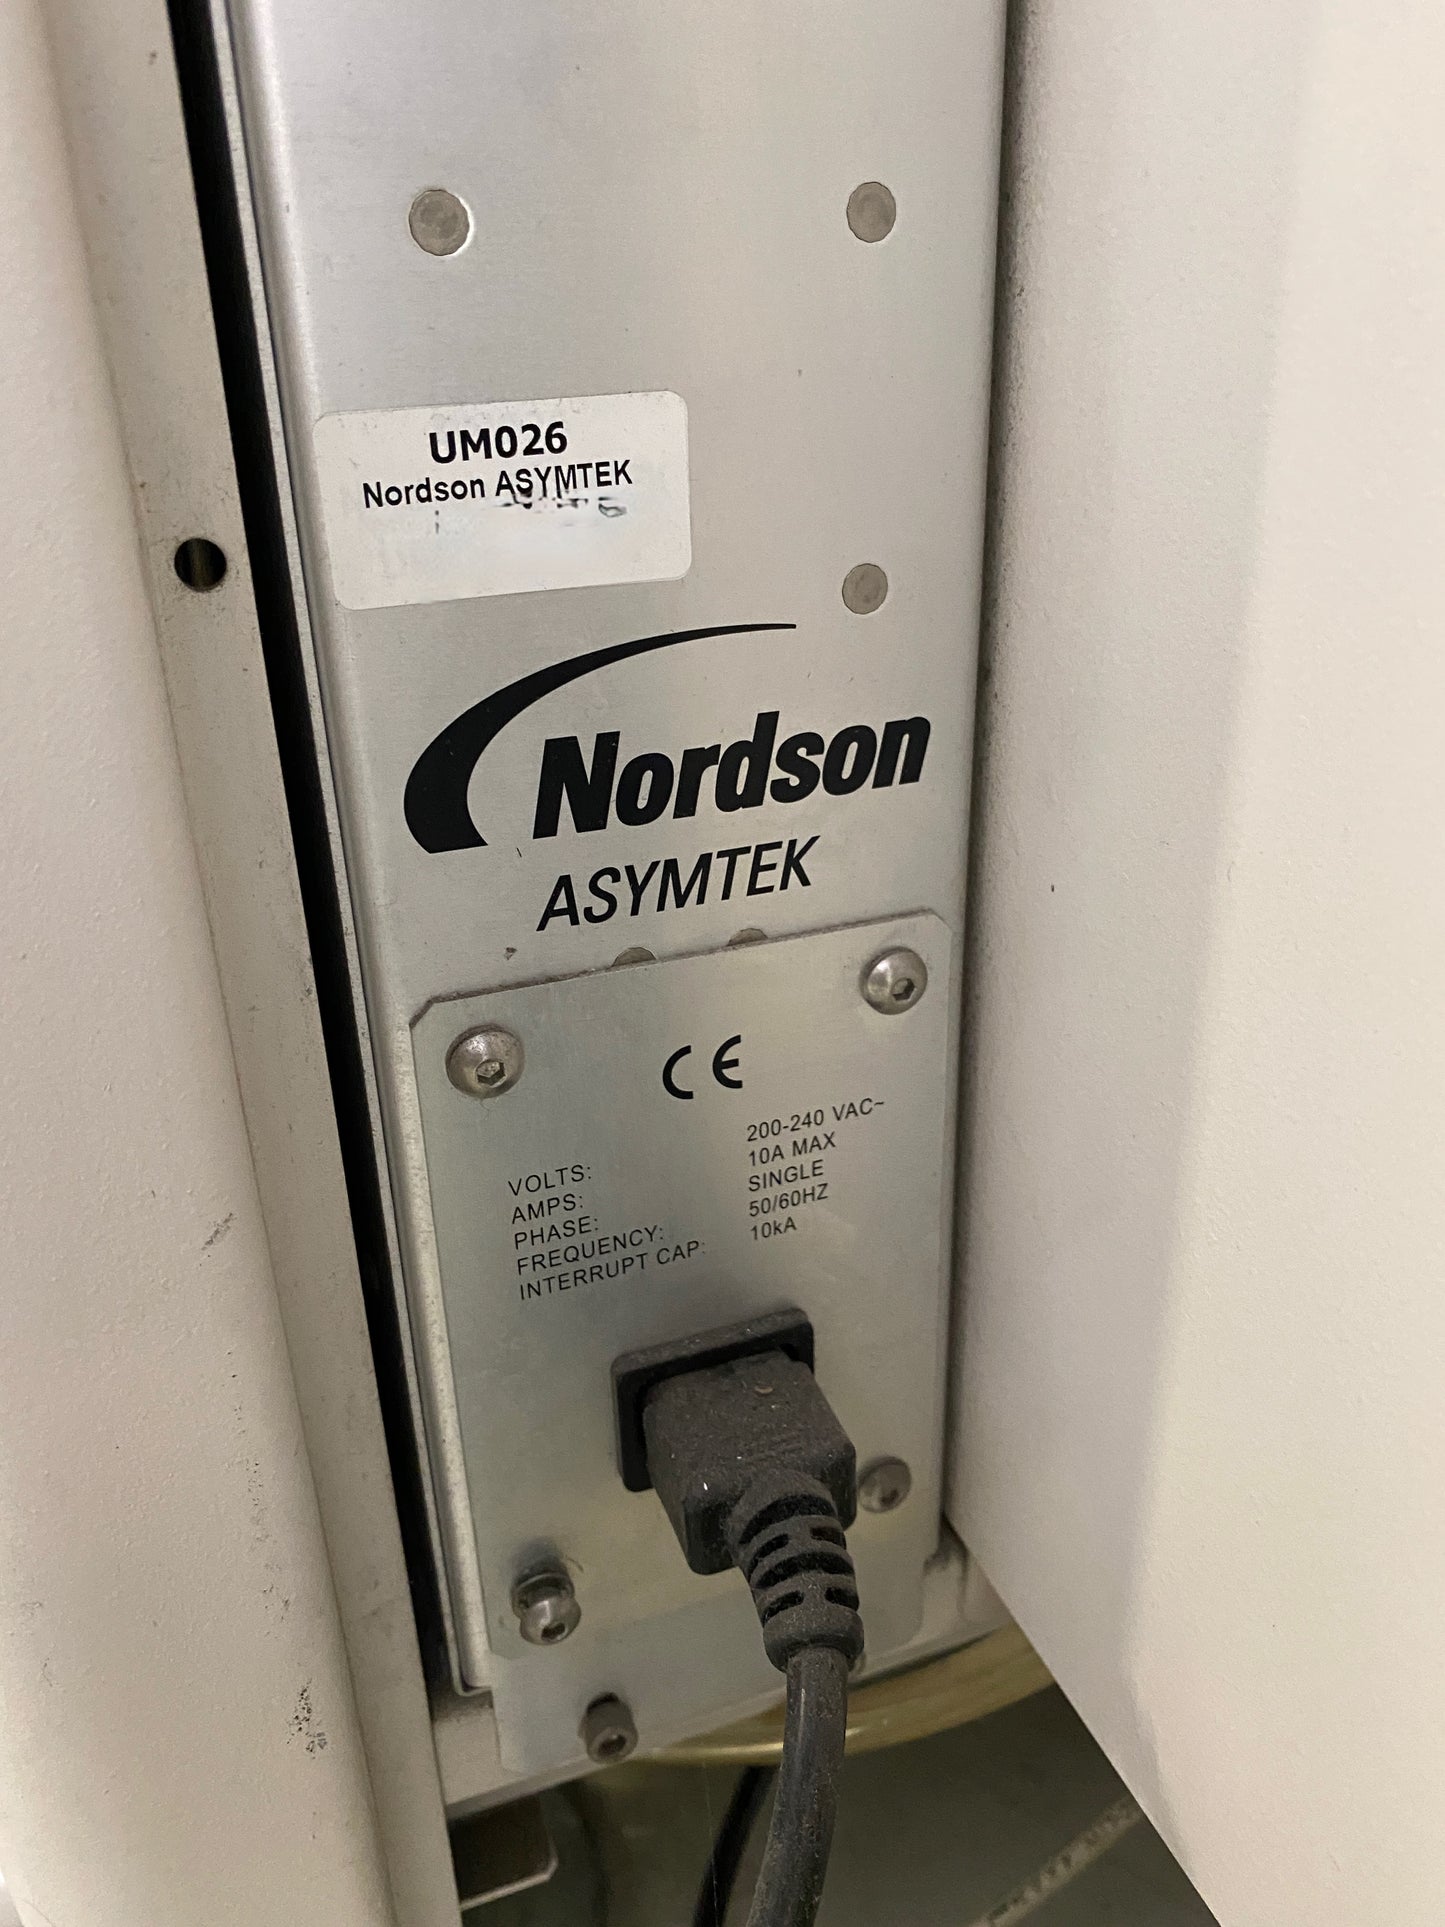 UM026
Nordson ASYMTEK
Nordson
ASYMTEK
CE
VOLTS: 200-240 VAC~
AMPS: 10A MAX
PHASE: SINGLE
FREQUENCY: 50/60HZ
INTERRUPT CAP: 10kA